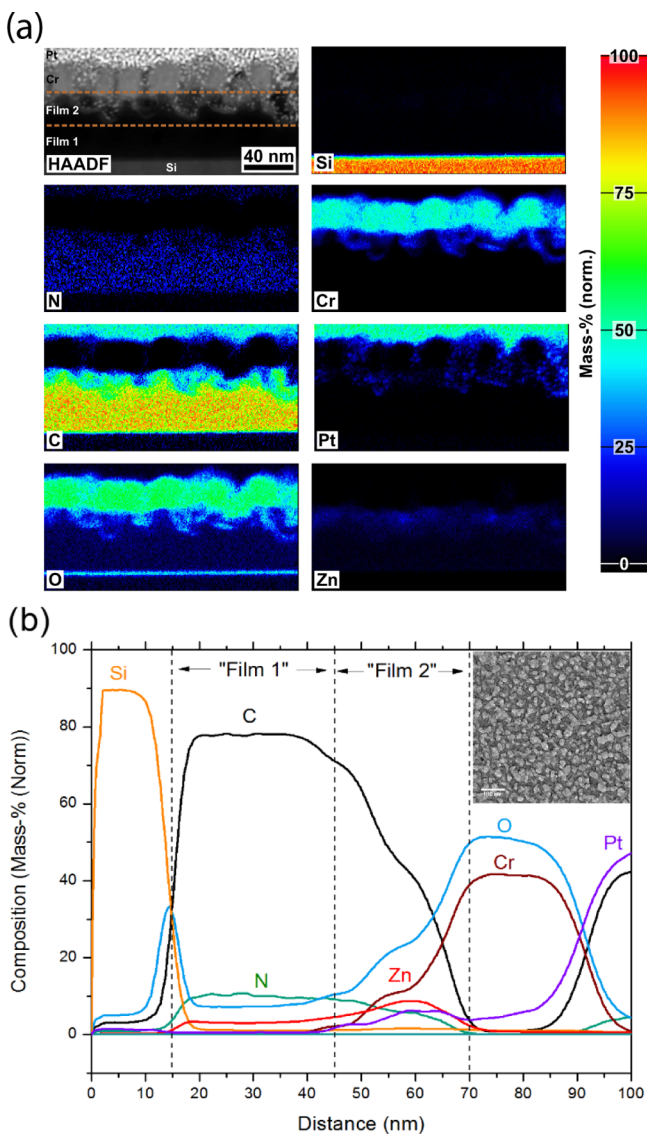 (a)
Pt
Cr
Film 2
Film 1
HAADF
Si
40 nm
Si
N
Cr
C
Pt
O
Zn
100
75
50
25
0
Mass-% (norm.)
(b)
100
80
60
40
20
0
Composition (Mass-% (Norm))
Si
"Film 1"
"Film 2"
C
N
Zn
O
Cr
Pt
0 10 20 30 40 50 60 70 80 90 100
Distance (nm)